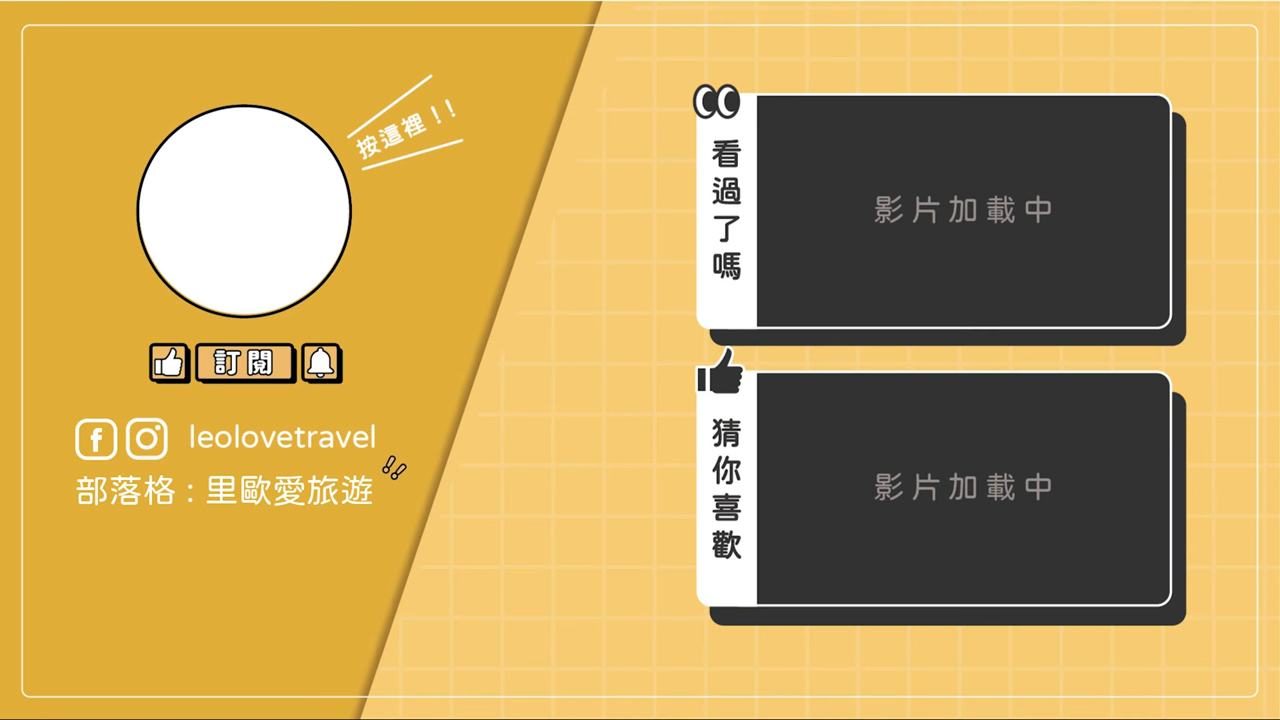 按這裡!!
訂閱
leolovetravel
部落格:里歐愛旅遊
看過了嗎
影片加載中
猜你喜歡
影片加載中